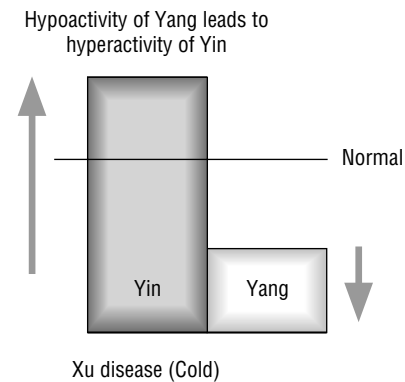 Hypoactivity of Yang leads to
hyperactivity of Yin
Normal
Yin
Yang
Xu disease (Cold)